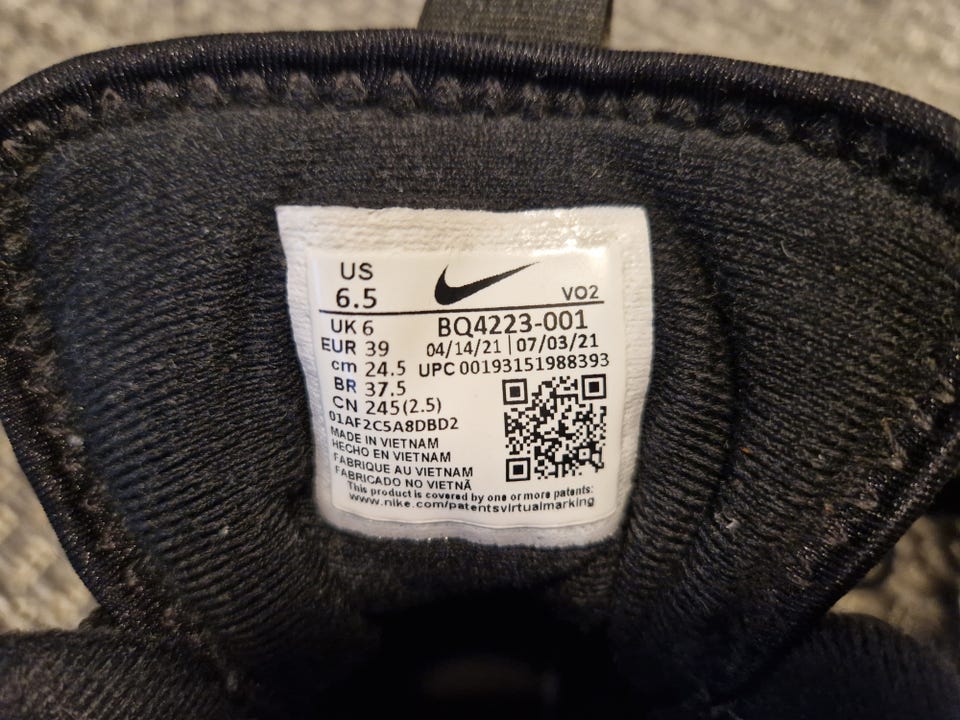 US
6.5
VO2
UK 6
BQ4223-001
EUR 39
04/14/21 | 07/03/21
cm 24.5
UPC 00193151988393
BR 37.5
CN 245(2.5)
01AF2C5A8DBD2
MADE IN VIETNAM
HECHO EN VIETNAM
FABRIQUE AU VIETNAM
FABRICADO NO VIETNÃ
This product is covered by one or more patents:
www.nike.com/patentsvirtualmarking